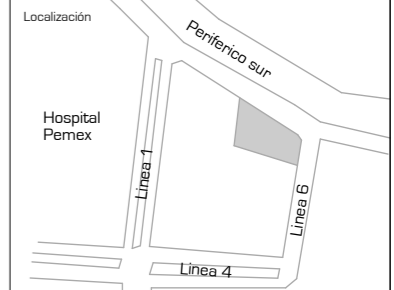 Localización
Periferico sur
Hospital
Pemex
Linea 1
Linea 6
Linea 4